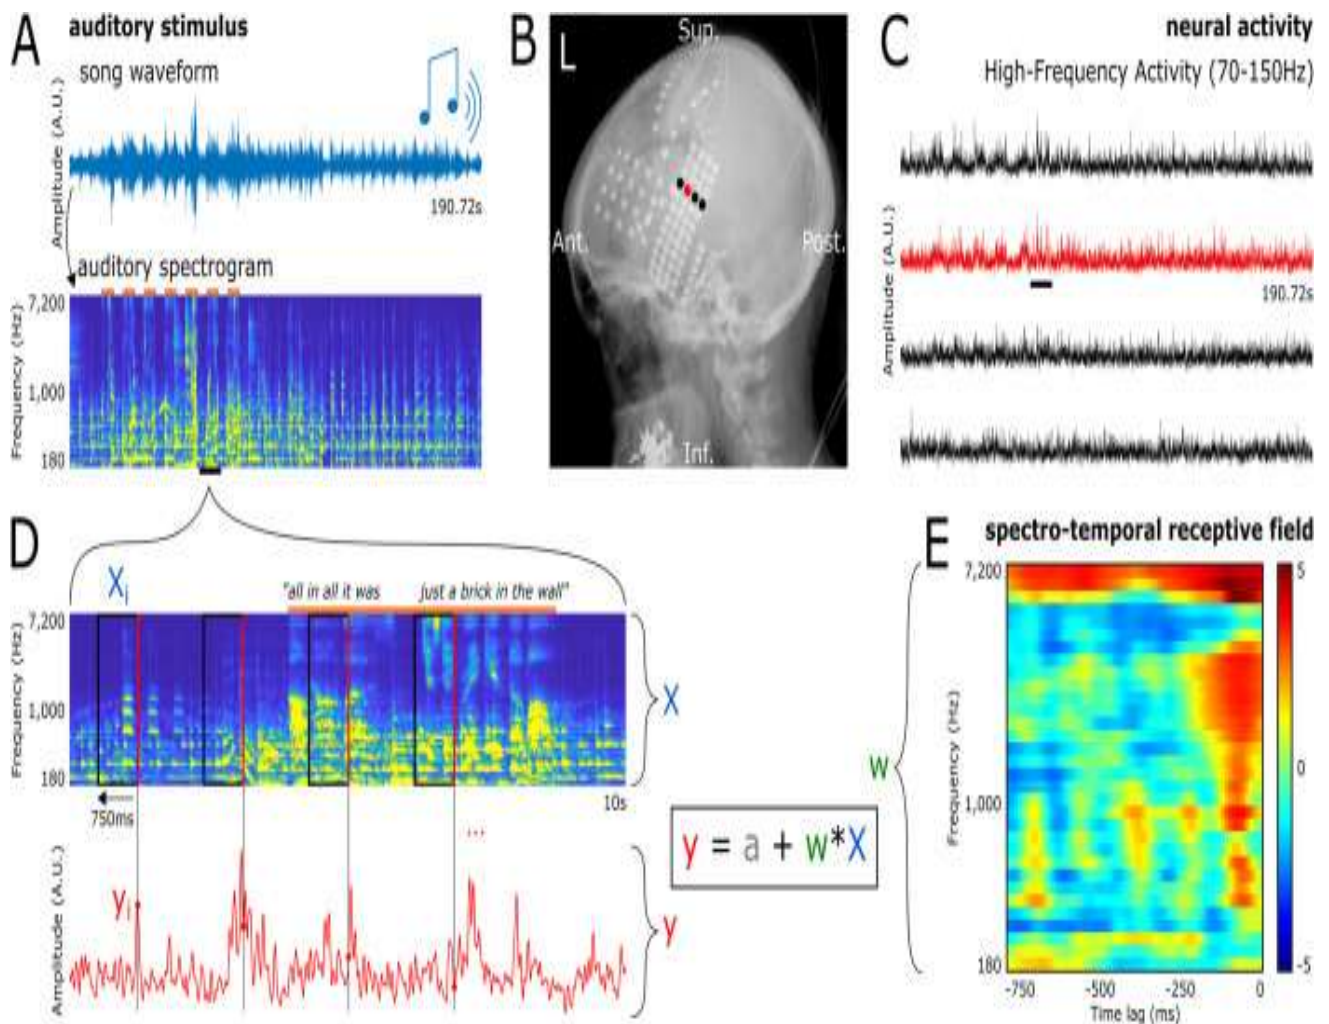 A
auditory stimulus
song waveform
Amplitude (A.U.)
190.72s
auditory spectrogram
Frequency (Hz)
7,200
1,000
180
B
L
Sup.
Ant.
Post.
Inf.
C
neural activity
High-Frequency Activity (70-150Hz)
Amplitude (A.U.)
190.72s
D
Xi
"all in all it was
just a brick in the wall"
Frequency (Hz)
7,200
1,000
180
X
750ms
10s
...
Amplitude (A.U.)
yi
y
y = a + w*X
E
spectro-temporal receptive field
w
Frequency (Hz)
7,200
1,000
180
5
0
-5
-750
-500
-250
0
Time lag (ms)